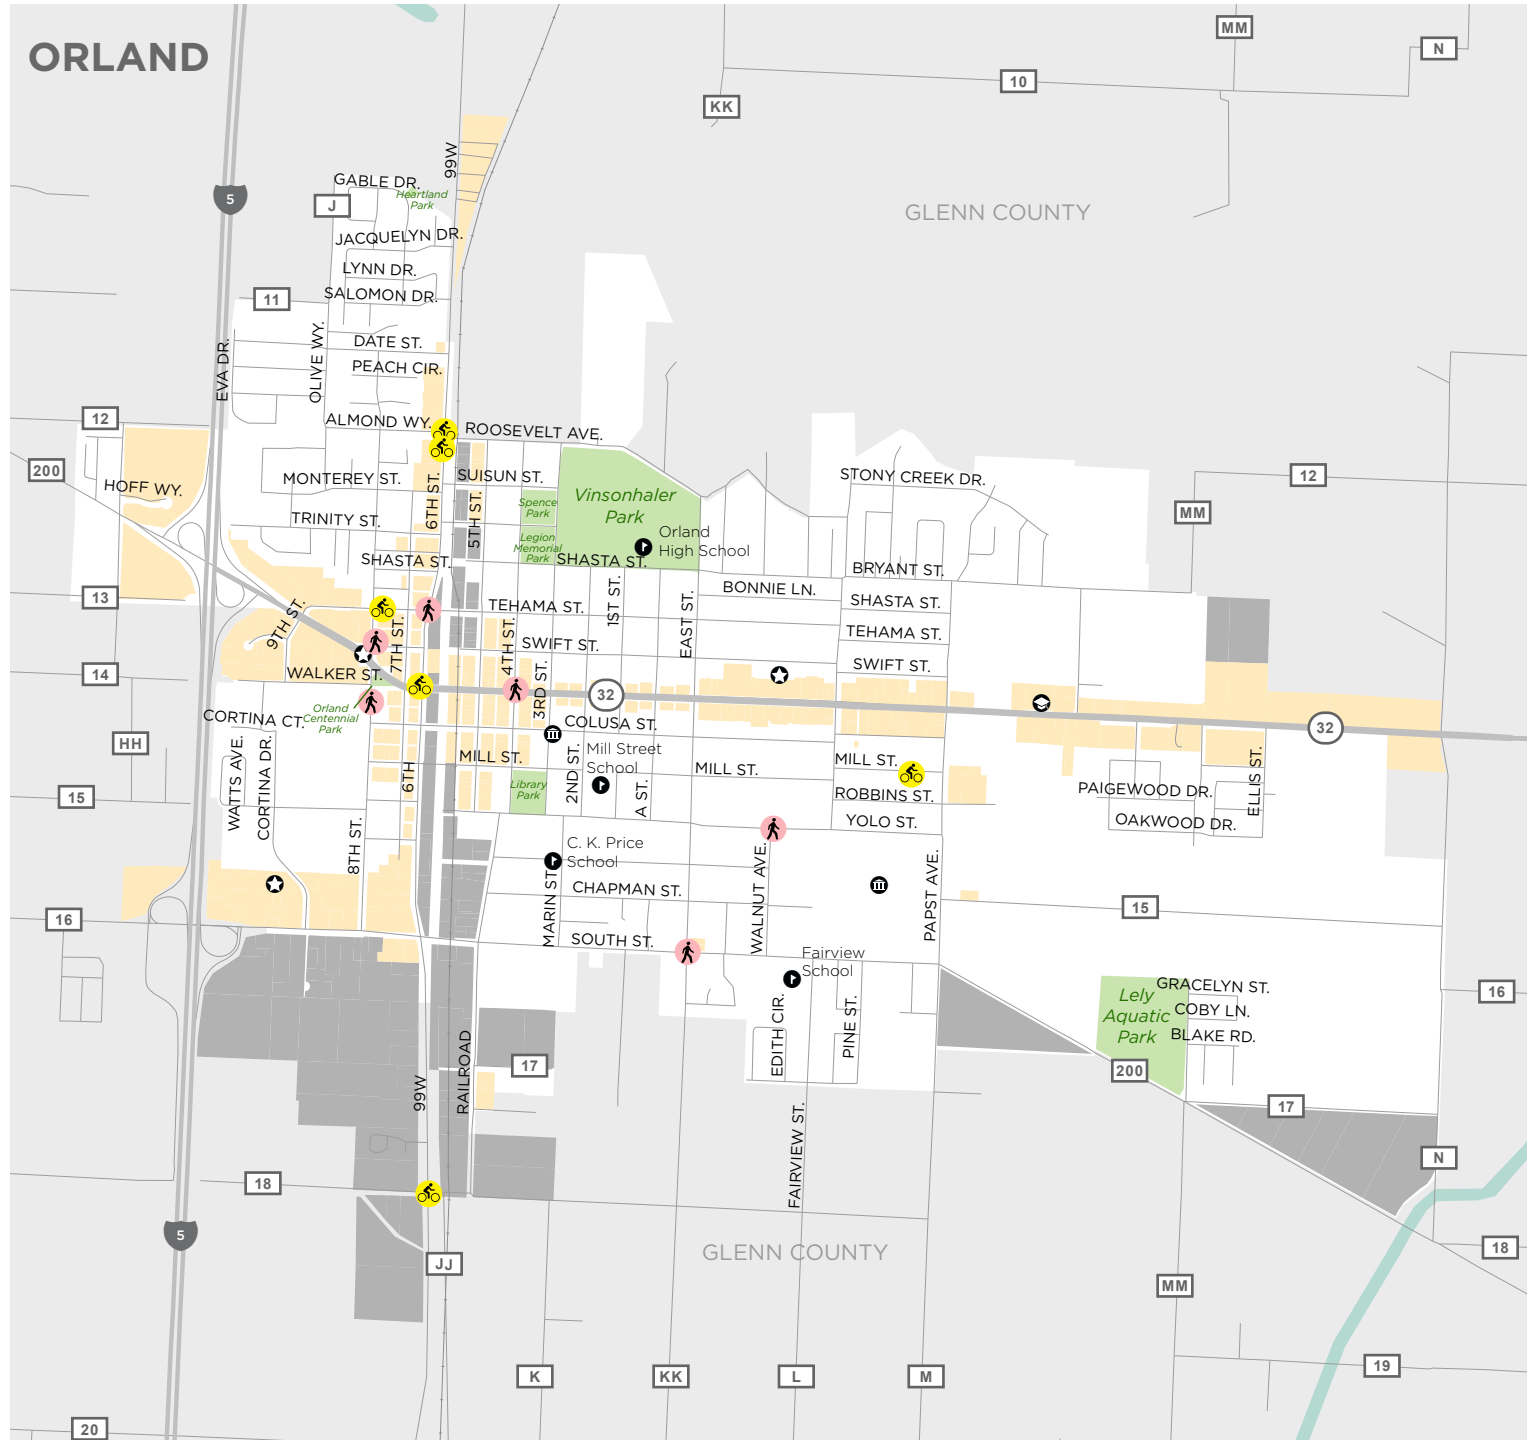 ORLAND
MM
N
10
KK
99W
GABLE DR.
Heartland
Park
5
J
GLENN COUNTY
JACQUELYN DR.
LYNN DR.
SALOMON DR.
11
OLIVE WY.
EVA DR.
DATE ST.
PEACH CIR.
12
ALMOND WY.
ROOSEVELT AVE.
200
HOFF WY.
MONTEREY ST.
SUISUN ST.
6TH ST.
5TH ST.
Spence
Park
Vinsonhaler
Park
STONY CREEK DR.
12
MM
TRINITY ST.
Legion
Memorial
Park
Orland
High School
SHASTA ST.
SHASTA ST.
BRYANT ST.
13
BONNIE LN.
1ST ST.
EAST ST.
TEHAMA ST.
SHASTA ST.
9TH ST.
7TH ST.
4TH ST.
SWIFT ST.
TEHAMA ST.
14
WALKER ST.
3RD ST.
SWIFT ST.
32
Orland
Centennial
Park
CORTINA CT.
COLUSA ST.
32
HH
WATTS AVE.
CORTINA DR.
6TH
MILL ST.
Mill Street
School
2ND ST.
A ST.
MILL ST.
MILL ST.
15
Library
Park
ROBBINS ST.
PAIGEWOOD DR.
ELLIS ST.
YOLO ST.
OAKWOOD DR.
8TH ST.
C. K. Price
School
WALNUT AVE.
PAPST AVE.
CHAPMAN ST.
MARIN ST.
16
15
SOUTH ST.
Fairview
School
Lely
Aquatic
Park
GRACELYN ST.
COBY LN.
BLAKE RD.
16
EDITH CIR.
PINE ST.
RAILROAD
17
99W
200
17
FAIRVIEW ST.
N
18
5
JJ
GLENN COUNTY
18
MM
K
KK
L
M
19
20